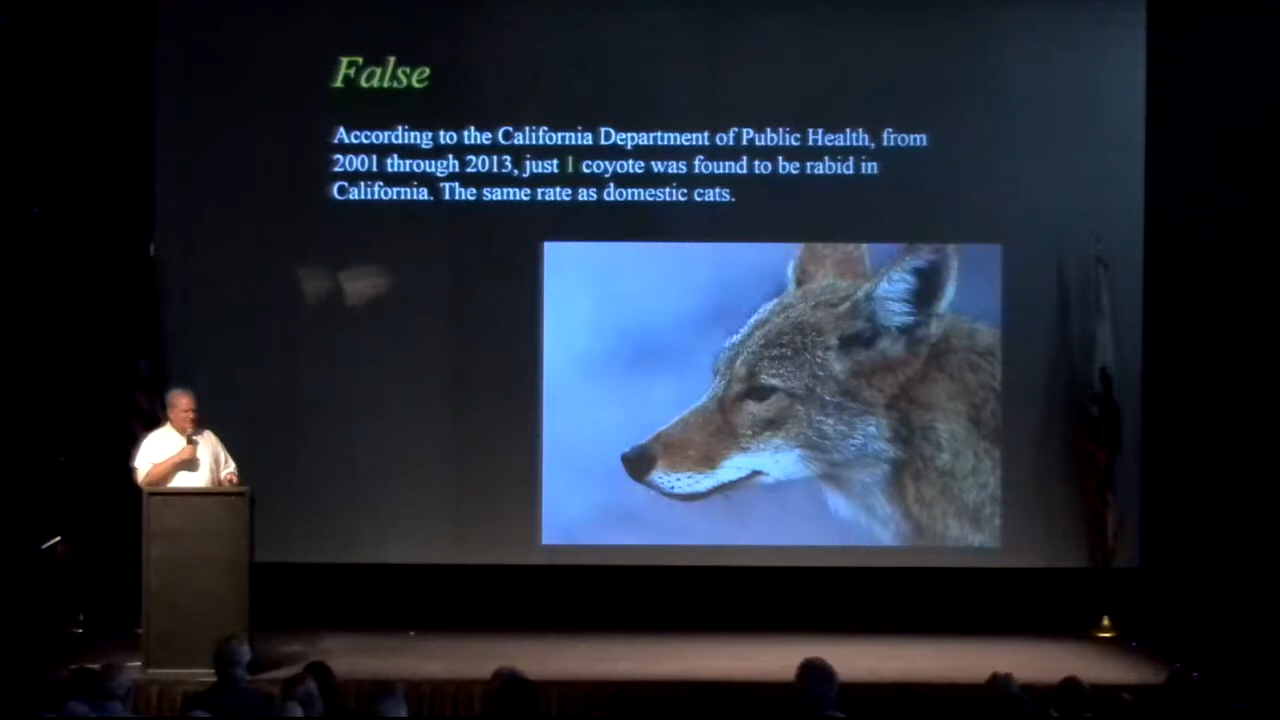 False
According to the California Department of Public Health, from
2001 through 2013, just 1 coyote was found to be rabid in
California. The same rate as domestic cats.